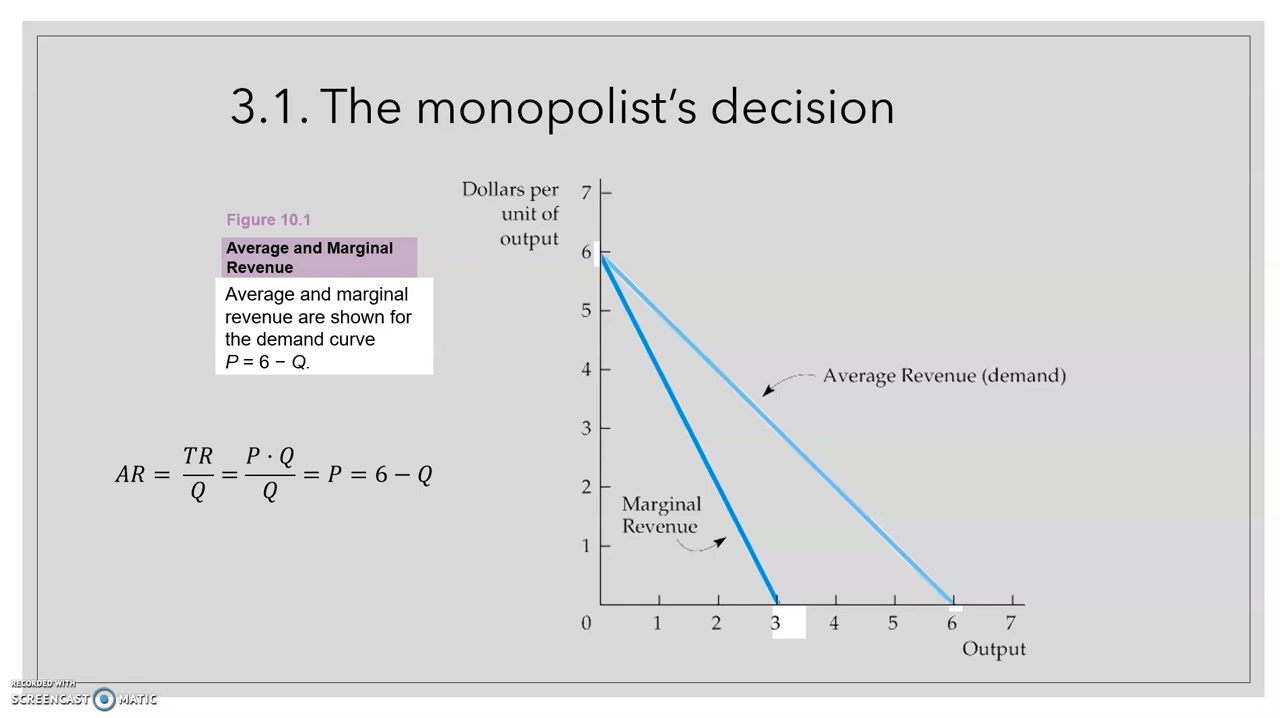 3.1. The monopolist's decision
Figure 10.1
Average and Marginal
Revenue
Average and marginal
revenue are shown for
the demand curve
P = 6 − Q.
AR = TR/Q = P · Q/Q = P = 6 − Q
Dollars per
unit of
output
7
6
5
4
3
2
1
Average Revenue (demand)
Marginal
Revenue
0 1 2 3 4 5 6 7
Output
RECORDED WITH
SCREENCAST MATIC